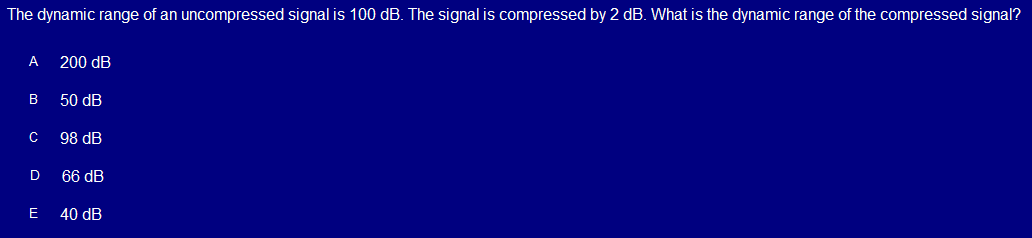 The dynamic range of an uncompressed signal is 100 dB. The signal is compressed by 2 dB. What is the dynamic range of the compressed signal?
A 200 dB
B 50 dB
C 98 dB
D 66 dB
E 40 dB